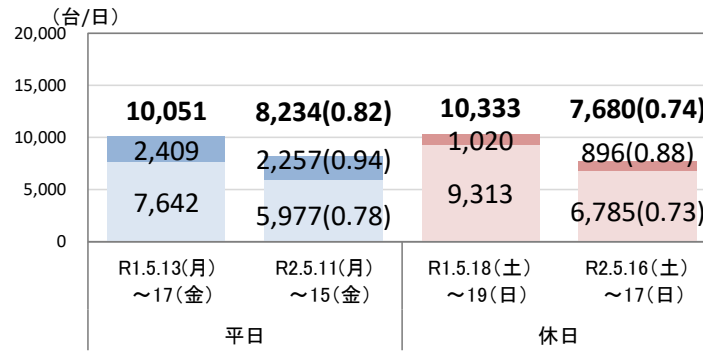 (台/日)
20,000
15,000
10,000
5,000
0
10,051
8,234(0.82)
10,333
7,680(0.74)
2,409
2,257(0.94)
1,020
896(0.88)
7,642
5,977(0.78)
9,313
6,785(0.73)
R1.5.13(月)
～17(金)
R2.5.11(月)
～15(金)
R1.5.18(土)
～19(日)
R2.5.16(土)
～17(日)
平日
休日